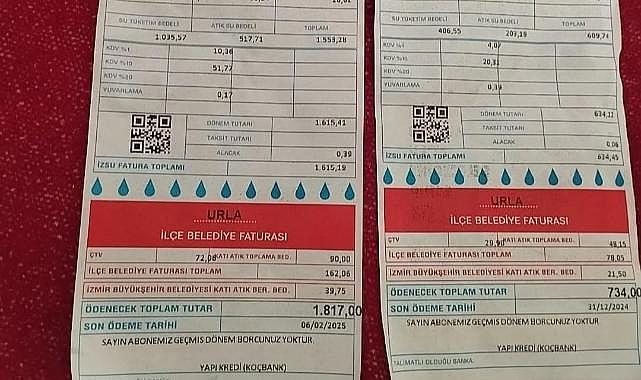 SU TÜKETİM BEDELİ ATIK SU BEDELİ TOPLAM
1.035,57 517,71 1.553,28
KDV %1 10,36
KDV %10 51,77
KDV %20
YUVARLAMA 0,17
DÖNEM TUTARI 1.615,41
TAKSİT TUTARI
ALACAK 0,39
İZSU FATURA TOPLAMI 1.615,19
URLA
İLÇE BELEDİYE FATURASI
ÇTV 72,06 KATI ATIK TOPLAMA BED. 90,00
İLÇE BELEDİYE FATURASI TOPLAM 162,06
İZMİR BÜYÜKŞEHİR BELEDİYESİ KATI ATIK BER. BED. 39,75
ÖDENECEK TOPLAM TUTAR 1.817,00
SON ÖDEME TARİHİ 06/02/2025
SAYIN ABONEMİZ GEÇMİŞ DÖNEM BORCUNUZ YOKTUR.
YAPI KREDİ (KOÇBANK)
SU TÜKETİM BEDELİ ATIK SU BEDELİ TOPLAM
406,55 203,19 609,74
KDV %1 4,07
KDV %10 20,31
KDV %20
YUVARLAMA
DÖNEM TUTARI 634,12
TAKSİT TUTARI
ALACAK 0,06
İZSU FATURA TOPLAMI 634,45
URLA
İLÇE BELEDİYE FATURASI
ÇTV 29,90 KATI ATIK TOPLAMA BED. 48,15
İLÇE BELEDİYE FATURASI TOPLAM 78,05
İZMİR BÜYÜKŞEHİR BELEDİYESİ KATI ATIK BER. BED. 21,50
ÖDENECEK TOPLAM TUTAR 734,00
SON ÖDEME TARİHİ 31/12/2024
SAYIN ABONEMİZ GEÇMİŞ DÖNEM BORCUNUZ YOKTUR.
YAPI KREDİ (KOÇBANK)
TALİMATLI OLDUĞU BANKA: